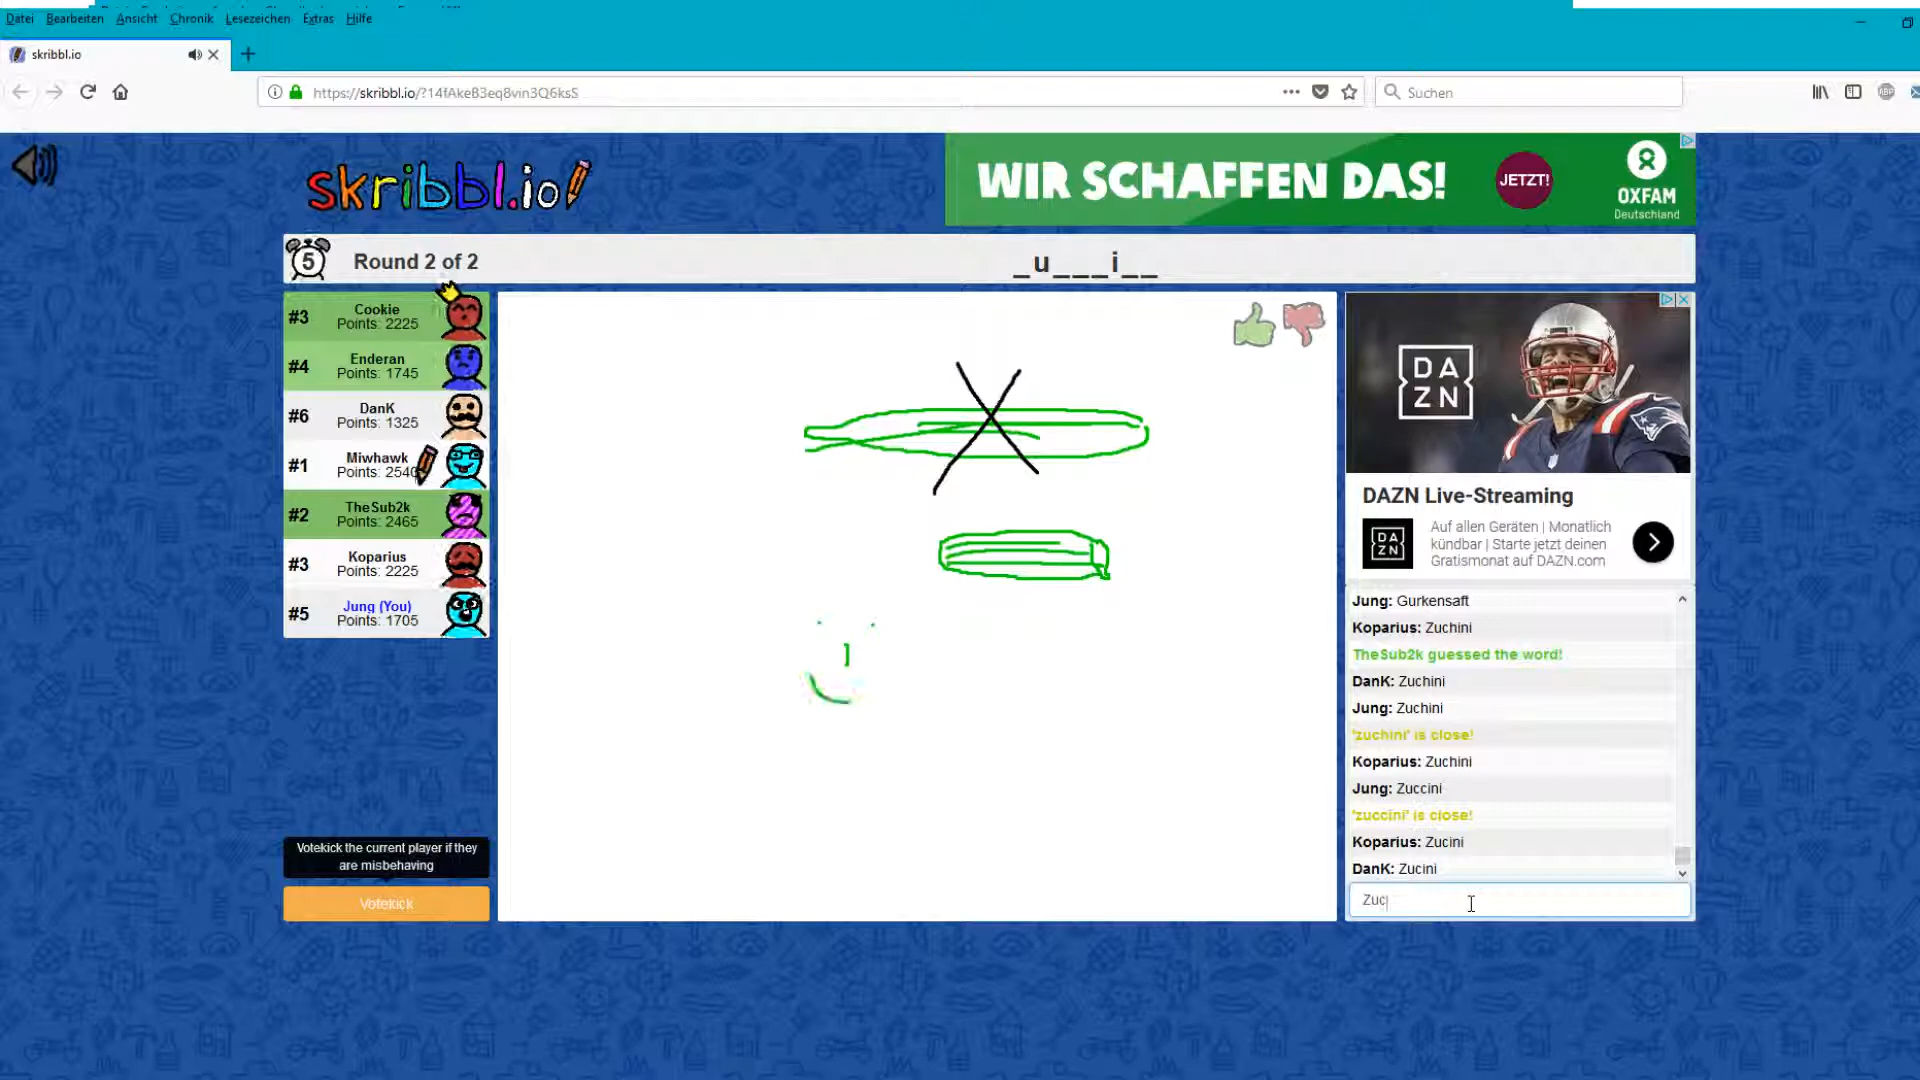 Datei Bearbeiten Ansicht Chronik Lesezeichen Extras Hilfe
skribbl.io
https://skribbl.io/?14fAkeB3eq8vin3Q6ksS
Suchen
ABP
skribbl.io
WIR SCHAFFEN DAS!
JETZT!
OXFAM
Deutschland
5
Round 2 of 2
_u___i__
#3
Cookie
Points: 2225
#4
Enderan
Points: 1745
#6
DanK
Points: 1325
#1
Miwhawk
Points: 2540
#2
TheSub2k
Points: 2465
#3
Koparius
Points: 2225
#5
Jung (You)
Points: 1705
Votekick the current player if they
are misbehaving
Votekick
DA
ZN
DAZN Live-Streaming
DA
ZN
Auf allen Geräten | Monatlich
kündbar | Starte jetzt deinen
Gratismonat auf DAZN.com
Jung: Gurkensaft
Koparius: Zuchini
TheSub2k guessed the word!
DanK: Zuchini
Jung: Zuchini
'zuchini' is close!
Koparius: Zuchini
Jung: Zuccini
'zuccini' is close!
Koparius: Zucini
DanK: Zucini
Zuc